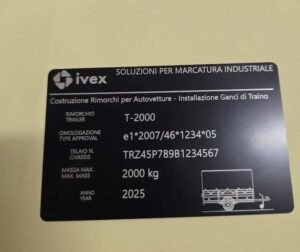 ivex
SOLUZIONI PER MARCATURA INDUSTRIALE
Costruzione Rimorchi per Autovetture - Installazione Ganci di Traino
RIMORCHIO
TRAILER
T-2000
OMOLOGAZIONE
TYPE APPROVAL
e1*2007/46*1234*05
TELAIO N.
CHASSIS
TRZ45P789B1234567
MASSA MAX.
MAX. MASE
2000 kg
ANNO
YEAR
2025